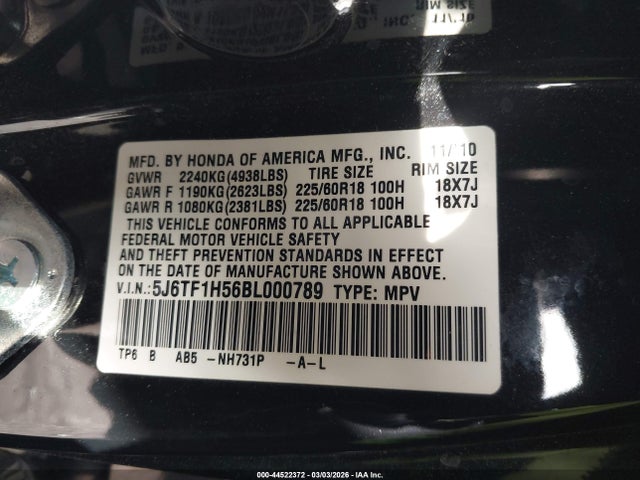 MFD. BY HONDA OF AMERICA MFG., INC. 11/10
GVWR 2240KG(4938LBS) TIRE SIZE RIM SIZE
GAWR F 1190KG(2623LBS) 225/60R18 100H 18X7J
GAWR R 1080KG(2381LBS) 225/60R18 100H 18X7J
THIS VEHICLE CONFORMS TO ALL APPLICABLE
FEDERAL MOTOR VEHICLE SAFETY
AND THEFT PREVENTION STANDARDS IN EFFECT
ON THE DATE OF MANUFACTURE SHOWN ABOVE.
V.I.N.:5J6TF1H56BL000789 TYPE: MPV
TP6 B AB5 -NH731P -A-L
000-44522372 | 03/03/2026 - IAA Inc.